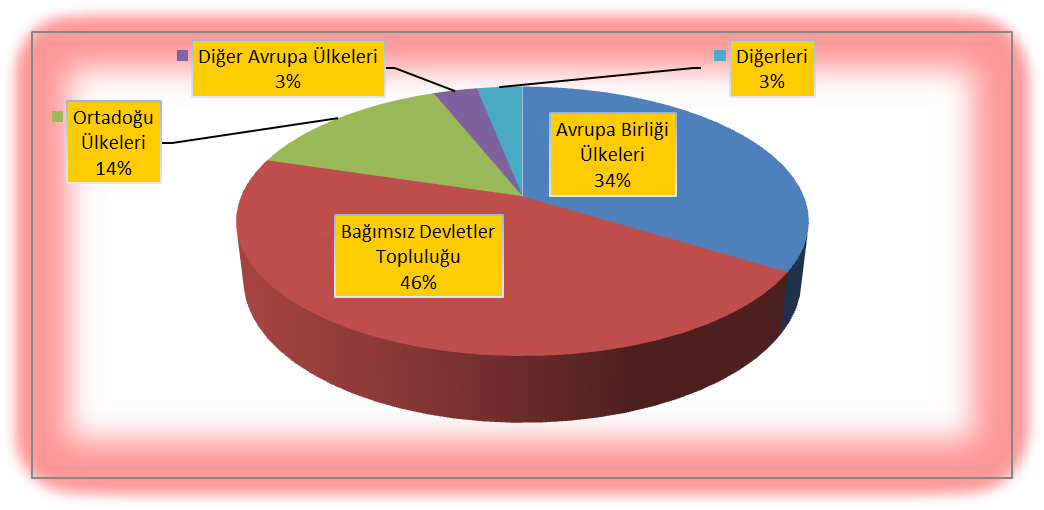 Diğer Avrupa Ülkeleri
3%
Diğerleri
3%
Ortadoğu
Ülkeleri
14%
Avrupa Birliği
Ülkeleri
34%
Bağımsız Devletler
Topluluğu
46%